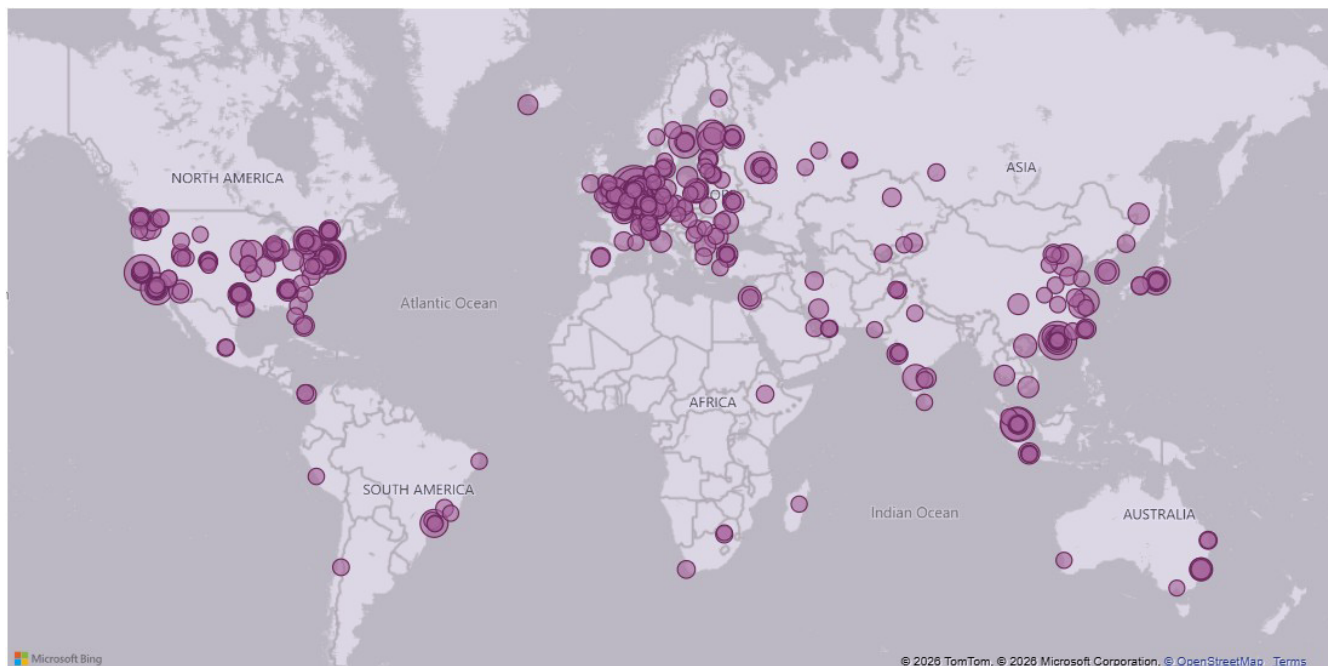 NORTH AMERICA
ASIA
Atlantic Ocean
AFRICA
SOUTH AMERICA
Indian Ocean
AUSTRALIA
Microsoft Bing
© 2026 TomTom, © 2026 Microsoft Corporation, © OpenStreetMap Terms